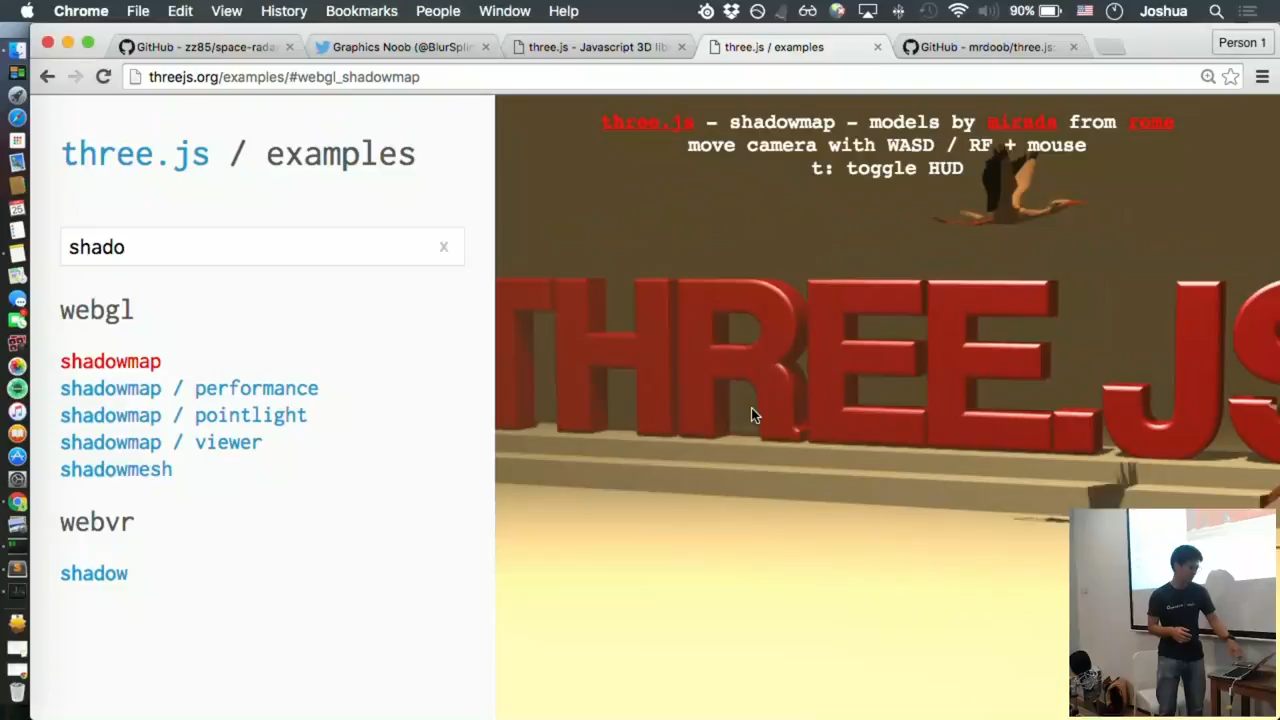 Chrome File Edit View History Bookmarks People Window Help 90% Joshua
GitHub - zz85/space-rada
Graphics Noob (@BlurSplin
three.js - Javascript 3D lib
three.js / examples
GitHub - mrdoob/three.js:
Person 1
threejs.org/examples/#webgl_shadowmap
three.js / examples
shado x
webgl
shadowmap
shadowmap / performance
shadowmap / pointlight
shadowmap / viewer
shadowmesh
webvr
shadow
three.js - shadowmap - models by mirada from rome
move camera with WASD / RF + mouse
t: toggle HUD
THREE.JS